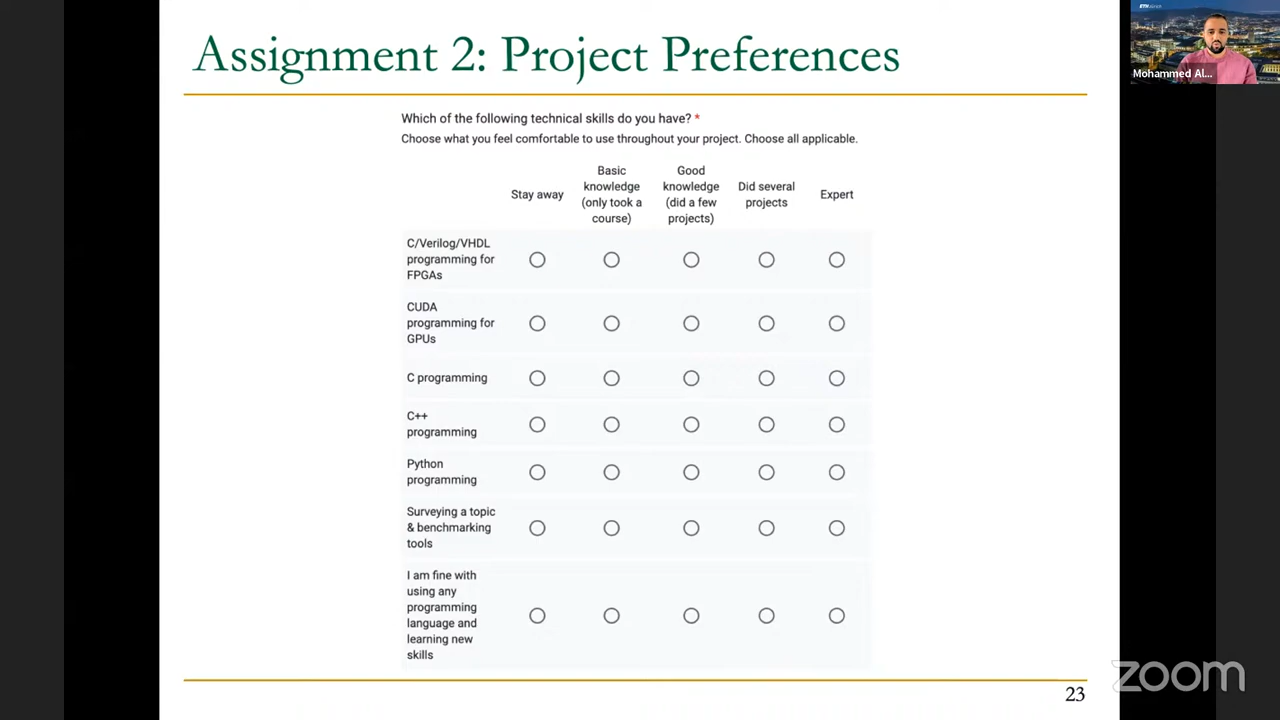 Assignment 2: Project Preferences
ETH zürich
Mohammed Al...
Which of the following technical skills do you have? *
Choose what you feel comfortable to use throughout your project. Choose all applicable.
Stay away
Basic
knowledge
(only took a
course)
Good
knowledge
(did a few
projects)
Did several
projects
Expert
C/Verilog/VHDL
programming for
FPGAs
CUDA
programming for
GPUs
C programming
C++
programming
Python
programming
Surveying a topic
& benchmarking
tools
I am fine with
using any
programming
language and
learning new
skills
23
zoom